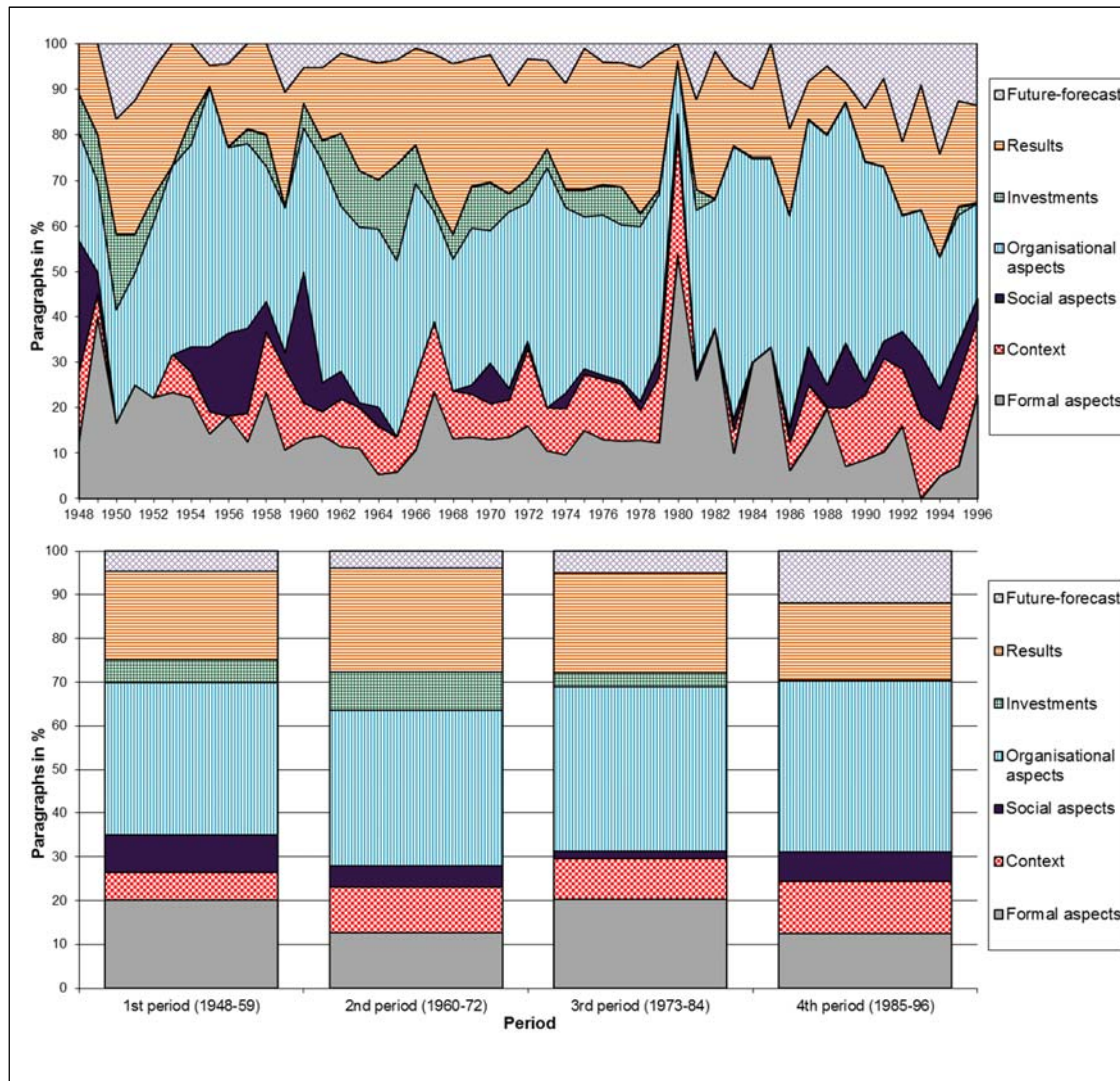 100
90
80
70
60
50
40
30
20
10
0
Paragraphs in %
1948 1950 1952 1954 1956 1958 1960 1962 1964 1966 1968 1970 1972 1974 1976 1978 1980 1982 1984 1986 1988 1990 1992 1994 1996
Future-forecast
Results
Investments
Organisational
aspects
Social aspects
Context
Formal aspects
100
90
80
70
60
50
40
30
20
10
0
Paragraphs in %
1st period (1948-59) 2nd period (1960-72) 3rd period (1973-84) 4th period (1985-96)
Period
Future-forecast
Results
Investments
Organisational
aspects
Social aspects
Context
Formal aspects